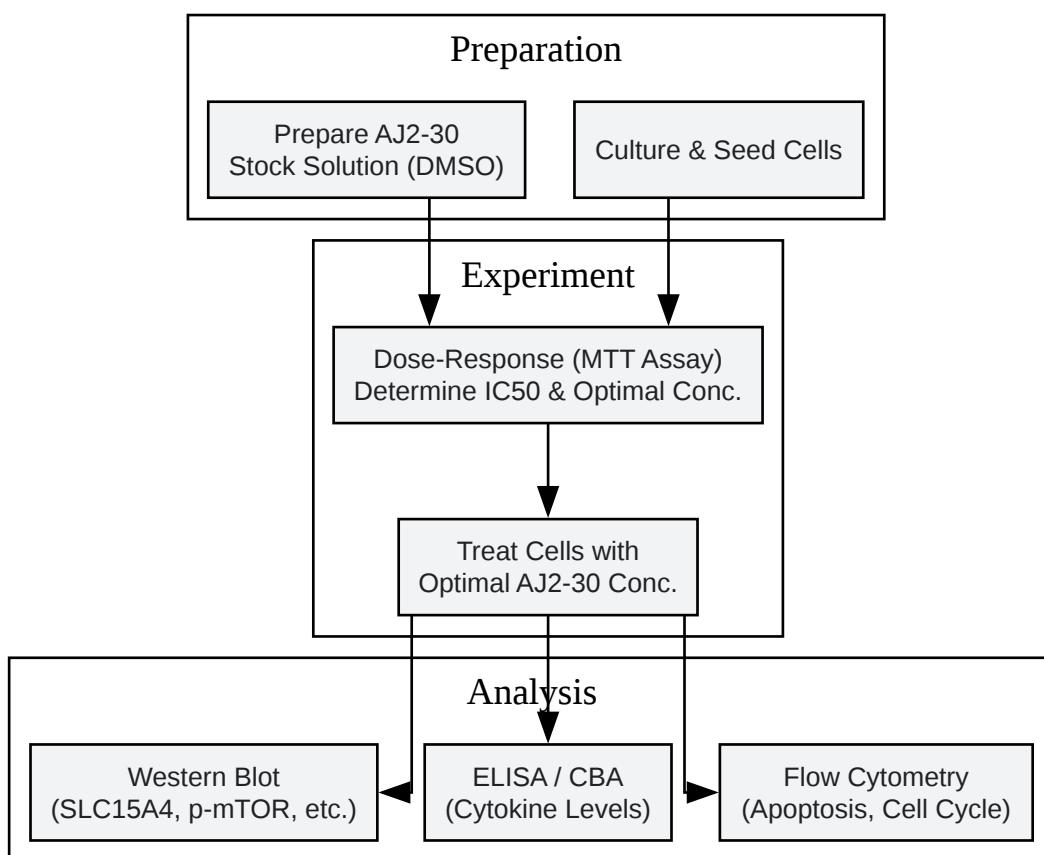 Preparation
Prepare AJ2-30
Stock Solution (DMSO)
Culture & Seed Cells
Experiment
Dose-Response (MTT Assay)
Determine IC50 & Optimal Conc.
Treat Cells with
Optimal AJ2-30 Conc.
Analysis
Western Blot
(SLC15A4, p-mTOR, etc.)
ELISA / CBA
(Cytokine Levels)
Flow Cytometry
(Apoptosis, Cell Cycle)